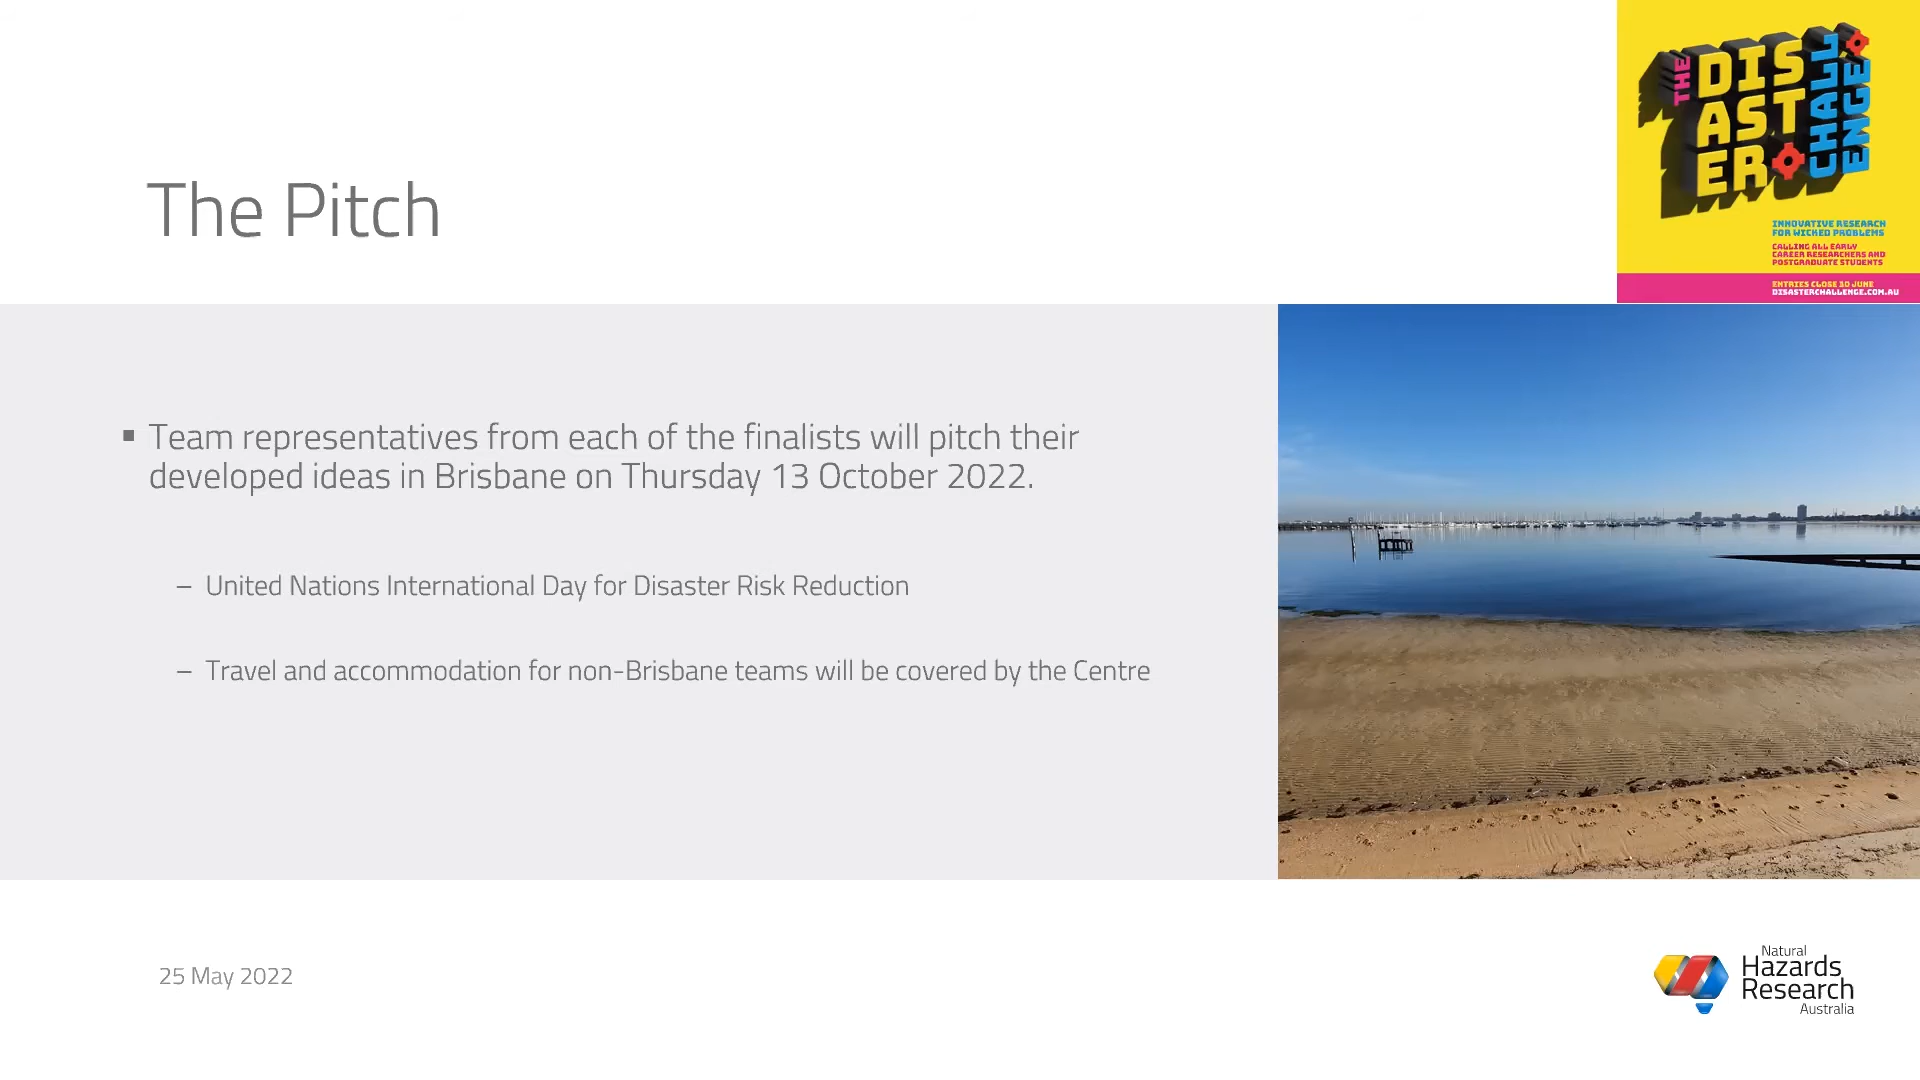 THE
DIS
AST
ER
CHALL
ENGE
INNOVATIVE RESEARCH
FOR WICKED PROBLEMS
CALLING ALL EARLY
CAREER RESEARCHERS AND
POSTGRADUATE STUDENTS
ENTRIES CLOSE 10 JUNE
DISASTERCHALLENGE.COM.AU
The Pitch
▪ Team representatives from each of the finalists will pitch their
developed ideas in Brisbane on Thursday 13 October 2022.
– United Nations International Day for Disaster Risk Reduction
– Travel and accommodation for non-Brisbane teams will be covered by the Centre
25 May 2022
Natural
Hazards
Research
Australia